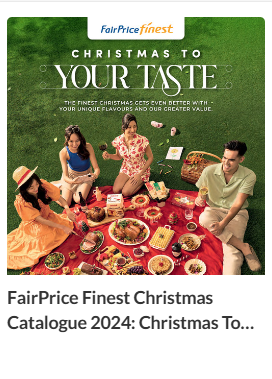 FairPrice finest
CHRISTMAS TO
YOUR TASTE
THE FINEST CHRISTMAS GETS EVEN BETTER WITH
YOUR UNIQUE FLAVOURS AND OUR GREATER VALUE.
FairPrice Finest Christmas
Catalogue 2024: Christmas To...